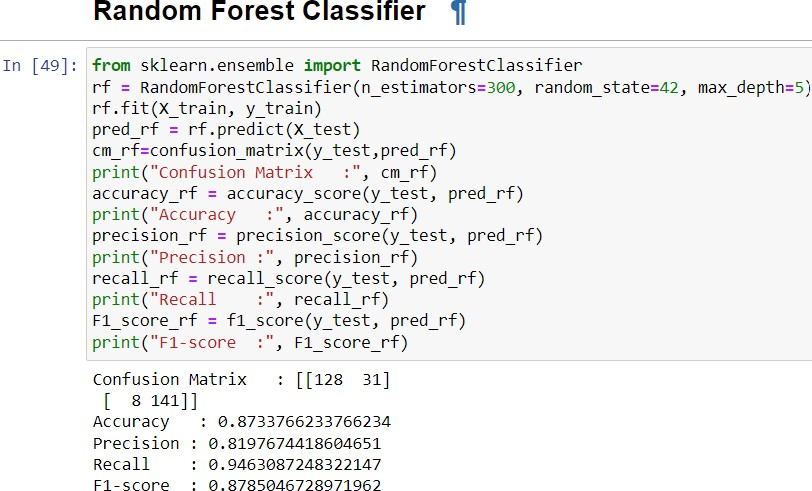 Random Forest Classifier ¶
In [49]: from sklearn.ensemble import RandomForestClassifier
rf = RandomForestClassifier(n_estimators=300, random_state=42, max_depth=5)
rf.fit(X_train, y_train)
pred_rf = rf.predict(X_test)
cm_rf=confusion_matrix(y_test,pred_rf)
print("Confusion Matrix   :", cm_rf)
accuracy_rf = accuracy_score(y_test, pred_rf)
print("Accuracy   :", accuracy_rf)
precision_rf = precision_score(y_test, pred_rf)
print("Precision :", precision_rf)
recall_rf = recall_score(y_test, pred_rf)
print("Recall    :", recall_rf)
F1_score_rf = f1_score(y_test, pred_rf)
print("F1-score  :", F1_score_rf)
Confusion Matrix   : [[128  31]
 [  8 141]]
Accuracy   : 0.8733766233766234
Precision : 0.8197674418604651
Recall    : 0.9463087248322147
F1-score  : 0.8785046728971962